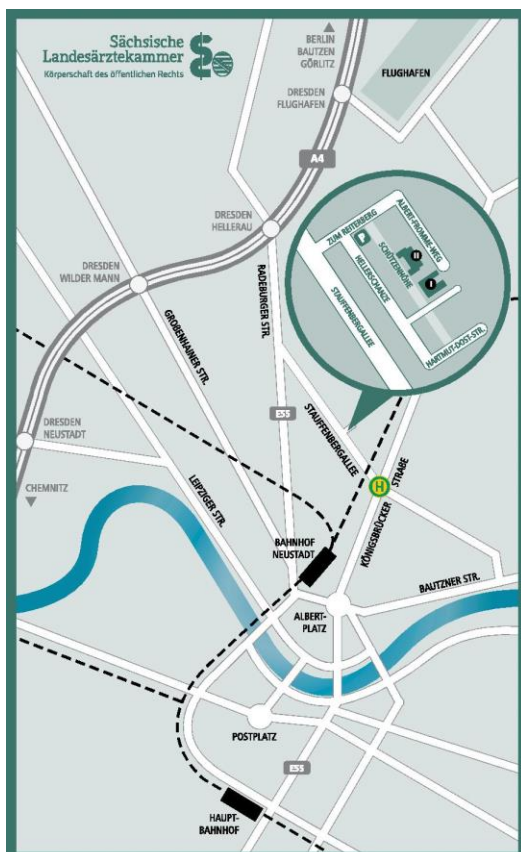 Sächsische
Landesärztekammer
Körperschaft des öffentlichen Rechts
BERLIN
BAUTZEN
GÖRLITZ
FLUGHAFEN
DRESDEN
FLUGHAFEN
A4
ZUM REITERBERG
ALBERT-FROMME-WEG
SCHÜTZENHÖHE
HELLERSCHANZE
STAUFFENBERGALLEE
HARTMUT-DOST-STR.
II
I
DRESDEN
HELLERAU
DRESDEN
WILDER MANN
RADEBURGER STR.
GROßENHAINER STR.
E55
STAUFFENBERGALLEE
DRESDEN
NEUSTADT
CHEMNITZ
LEIPZIGER STR.
H
KÖNIGSBRÜCKER
STRAßE
BAHNHOF
NEUSTADT
BAUTZNER STR.
ALBERT-
PLATZ
POSTPLATZ
E55
HAUPT-
BAHNHOF